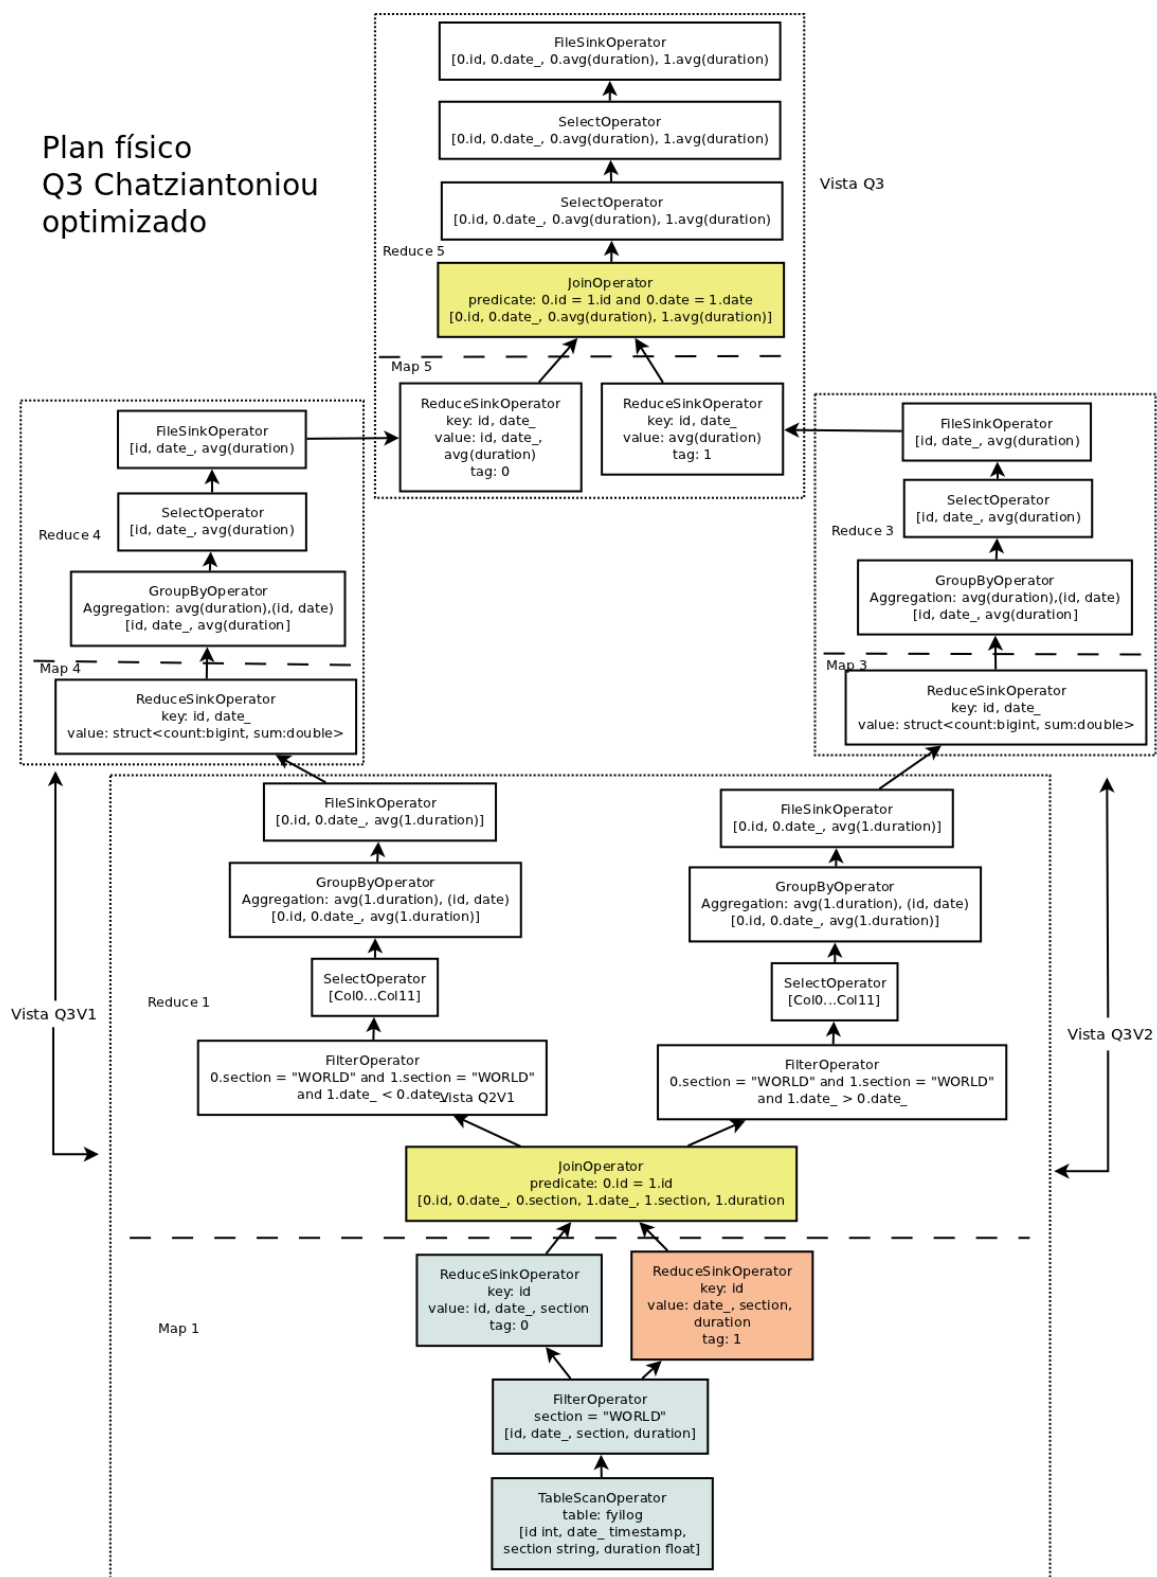 FileSinkOperator
[0.id, 0.date_, 0.avg(duration), 1.avg(duration)
SelectOperator
[0.id, 0.date_, 0.avg(duration), 1.avg(duration)
Plan físico
Q3 Chatziantoniou
optimizado
Vista Q3
SelectOperator
[0.id, 0.date_, 0.avg(duration), 1.avg(duration)
Reduce 5
JoinOperator
predicate: 0.id = 1.id and 0.date = 1.date
[0.id, 0.date_, 0.avg(duration), 1.avg(duration)]
Map 5
ReduceSinkOperator
key: id, date_
value: id, date_,
avg(duration)
tag: 0
ReduceSinkOperator
key: id, date_
value: avg(duration)
tag: 1
FileSinkOperator
[id, date_, avg(duration)
SelectOperator
[id, date_, avg(duration)
Reduce 4
GroupByOperator
Aggregation: avg(duration),(id, date)
[id, date_, avg(duration]
Map 4
ReduceSinkOperator
key: id, date_
value: struct<count:bigint, sum:double>
FileSinkOperator
[id, date_, avg(duration)
SelectOperator
[id, date_, avg(duration)
Reduce 3
GroupByOperator
Aggregation: avg(duration),(id, date)
[id, date_, avg(duration]
Map 3
ReduceSinkOperator
key: id, date_
value: struct<count:bigint, sum:double>
FileSinkOperator
[0.id, 0.date_, avg(1.duration)]
GroupByOperator
Aggregation: avg(1.duration), (id, date)
[0.id, 0.date_, avg(1.duration)]
SelectOperator
[Col0...Col11]
Reduce 1
Vista Q3V1
FilterOperator
0.section = "WORLD" and 1.section = "WORLD"
and 1.date_ < 0.date_
Vista Q2V1
FileSinkOperator
[0.id, 0.date_, avg(1.duration)]
GroupByOperator
Aggregation: avg(1.duration), (id, date)
[0.id, 0.date_, avg(1.duration)]
SelectOperator
[Col0...Col11]
Vista Q3V2
FilterOperator
0.section = "WORLD" and 1.section = "WORLD"
and 1.date_ > 0.date_
JoinOperator
predicate: 0.id = 1.id
[0.id, 0.date_, 0.section, 1.date_, 1.section, 1.duration
ReduceSinkOperator
key: id
value: id, date_, section
tag: 0
ReduceSinkOperator
key: id
value: date_, section,
duration
tag: 1
Map 1
FilterOperator
section = "WORLD"
[id, date_, section, duration]
TableScanOperator
table: fyilog
[id int, date_ timestamp,
section string, duration float]